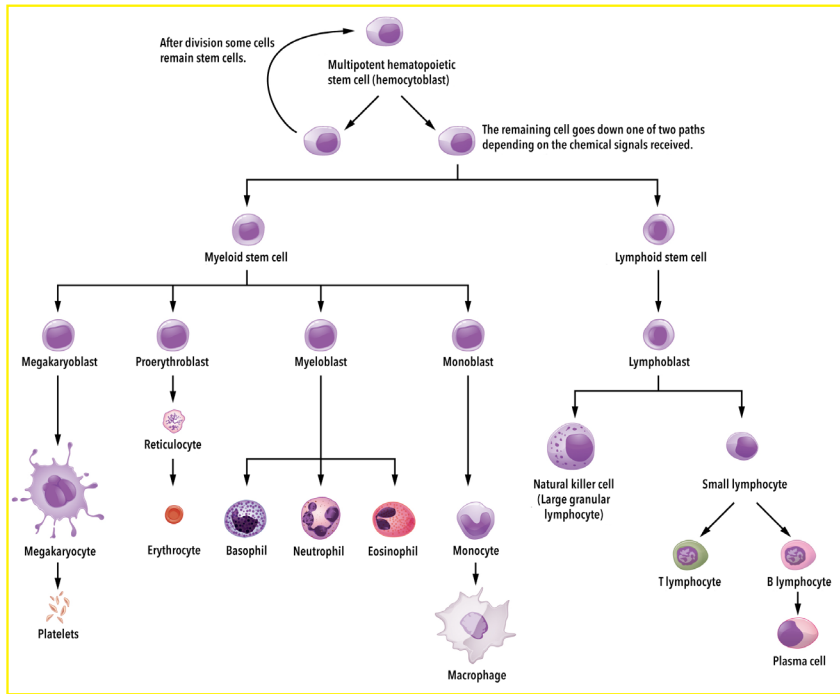 After division some cells
remain stem cells.
Multipotent hematopoietic
stem cell (hemocytoblast)
The remaining cell goes down one of two paths
depending on the chemical signals received.
Myeloid stem cell
Lymphoid stem cell
Megakaryoblast
Proerythroblast
Myeloblast
Monoblast
Lymphoblast
Reticulocyte
Natural killer cell
(Large granular
lymphocyte)
Small lymphocyte
Megakaryocyte
Erythrocyte
Basophil
Neutrophil
Eosinophil
Monocyte
T lymphocyte
B lymphocyte
Platelets
Macrophage
Plasma cell